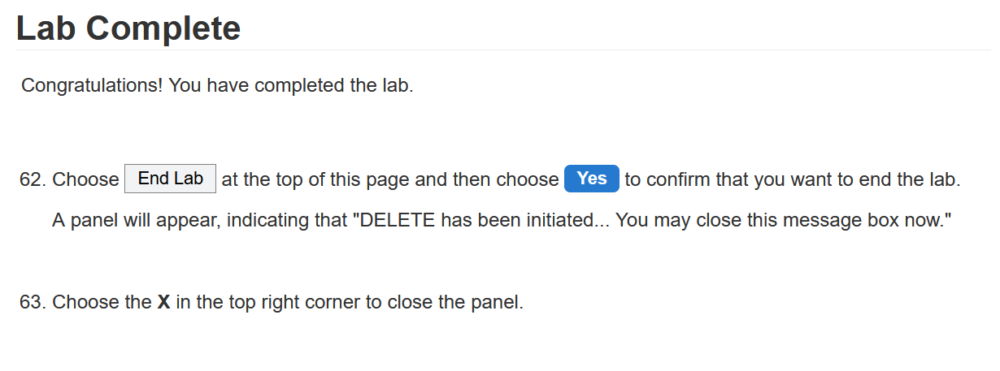 Lab Complete
Congratulations! You have completed the lab.
62. Choose End Lab at the top of this page and then choose Yes to confirm that you want to end the lab.
A panel will appear, indicating that "DELETE has been initiated... You may close this message box now."
63. Choose the X in the top right corner to close the panel.